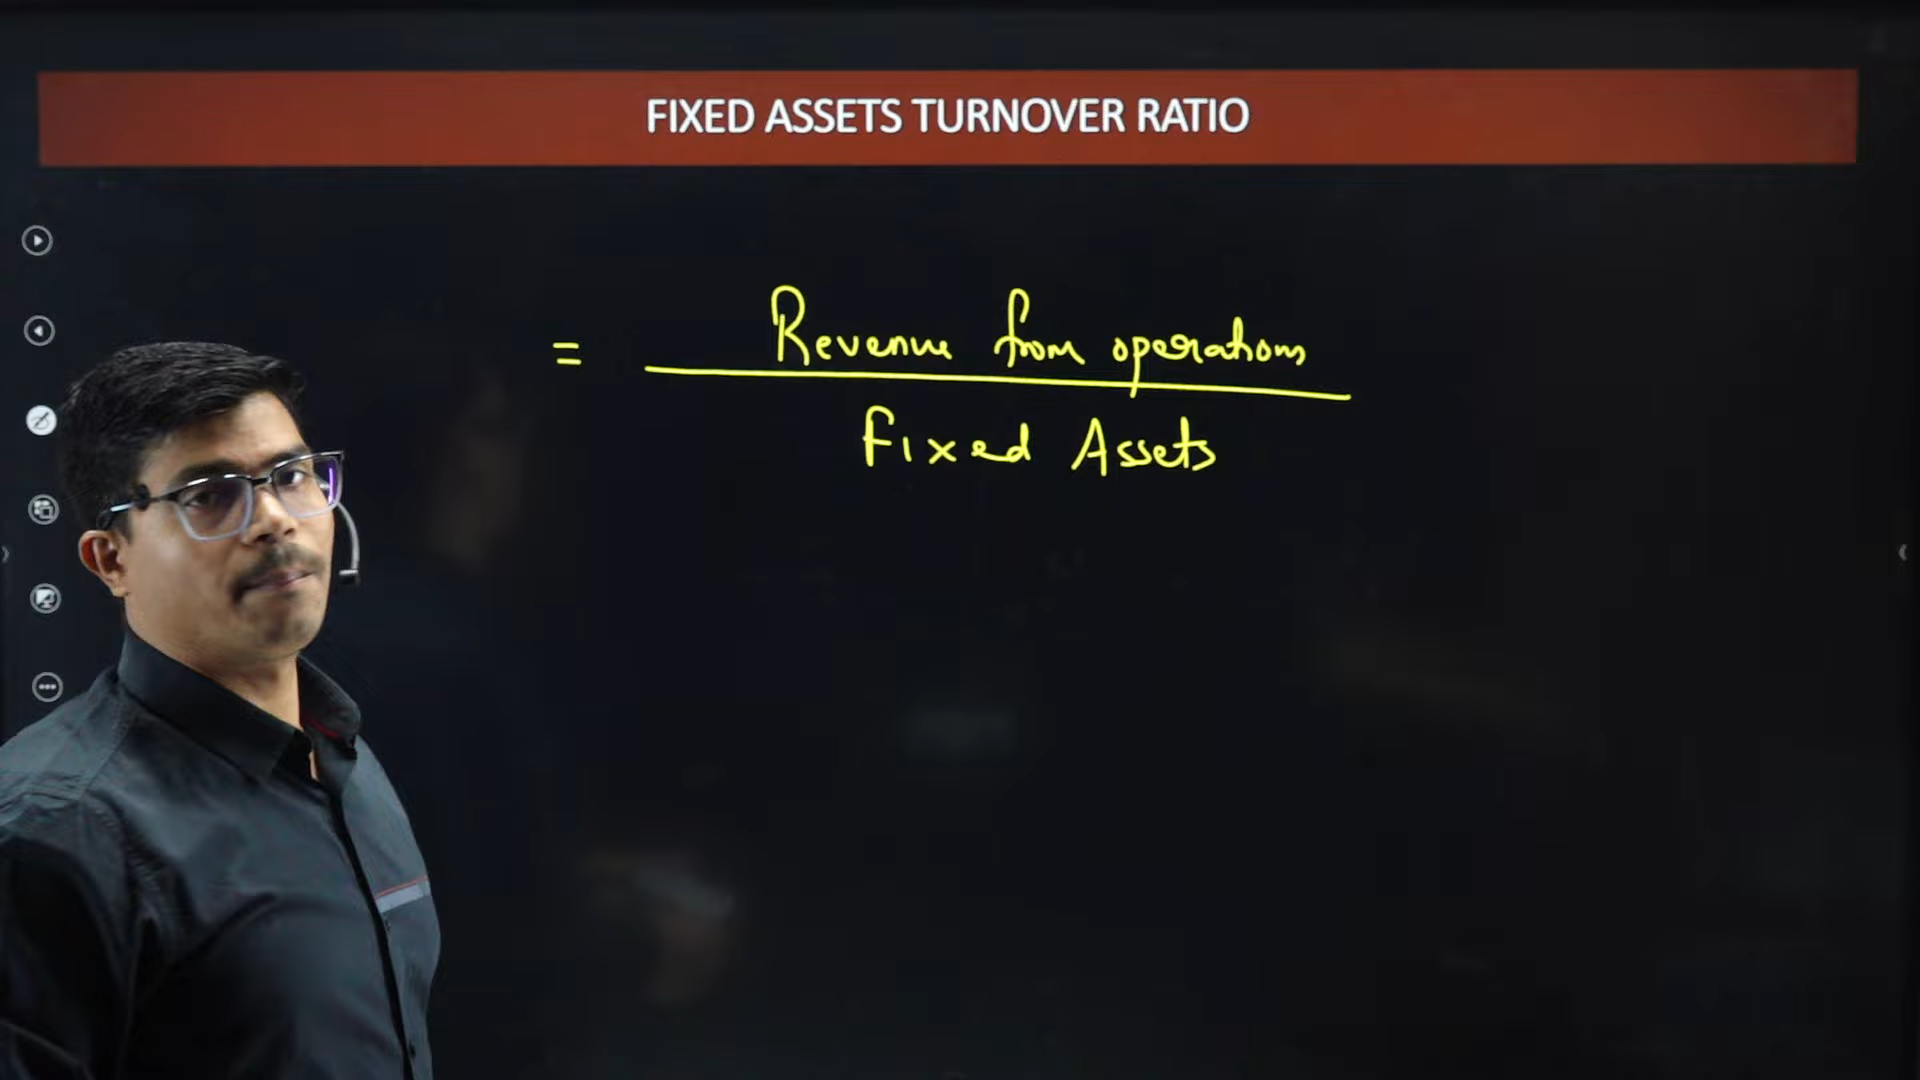 FIXED ASSETS TURNOVER RATIO
= Revenue from operations
Fixed Assets